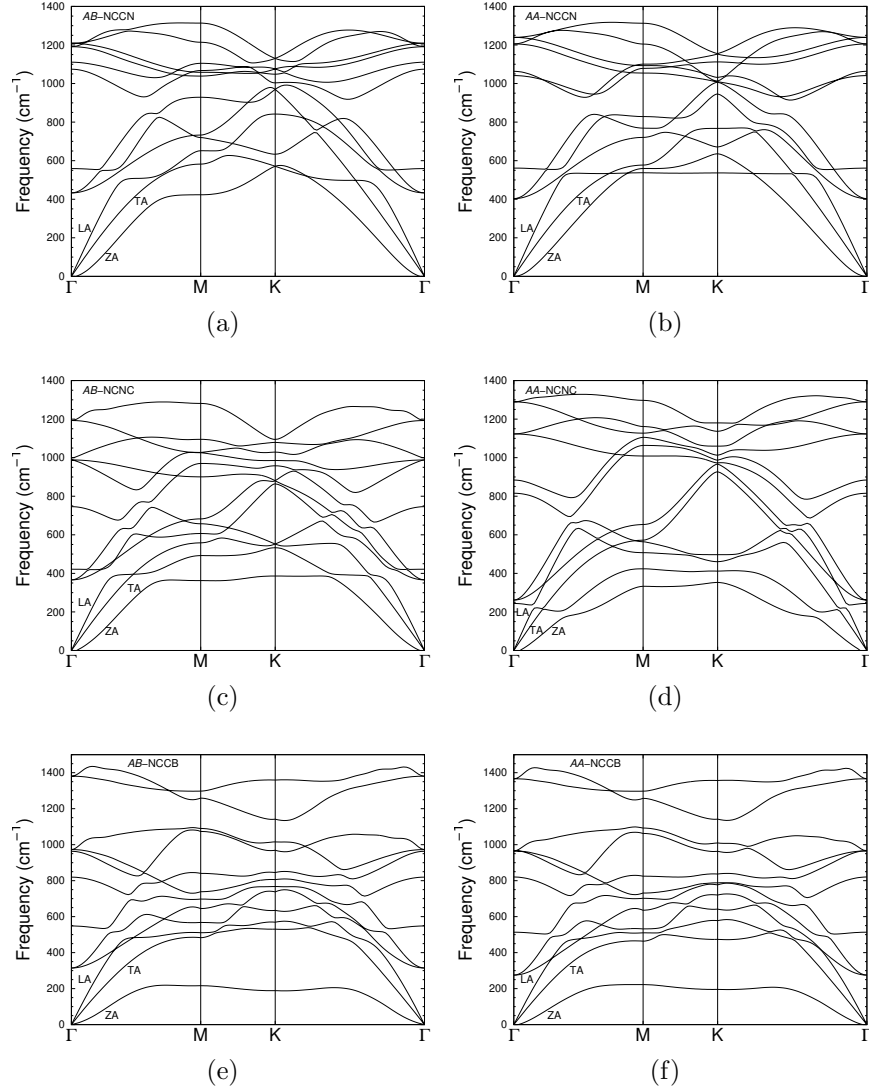 AB–NCCN
Frequency (cm−1)
1400
1200
1000
800
600
400
200
0
LA
TA
ZA
Γ M K Γ
(a)
AA–NCCN
Frequency (cm−1)
1400
1200
1000
800
600
400
200
0
LA
TA
ZA
Γ M K Γ
(b)
AB–NCNC
Frequency (cm−1)
1400
1200
1000
800
600
400
200
0
LA
TA
ZA
Γ M K Γ
(c)
AA–NCNC
Frequency (cm−1)
1400
1200
1000
800
600
400
200
0
LA
TA ZA
Γ M K Γ
(d)
AB–NCCB
Frequency (cm−1)
1400
1200
1000
800
600
400
200
0
LA
TA
ZA
Γ M K Γ
(e)
AA–NCCB
Frequency (cm−1)
1400
1200
1000
800
600
400
200
0
LA
TA
ZA
Γ M K Γ
(f)